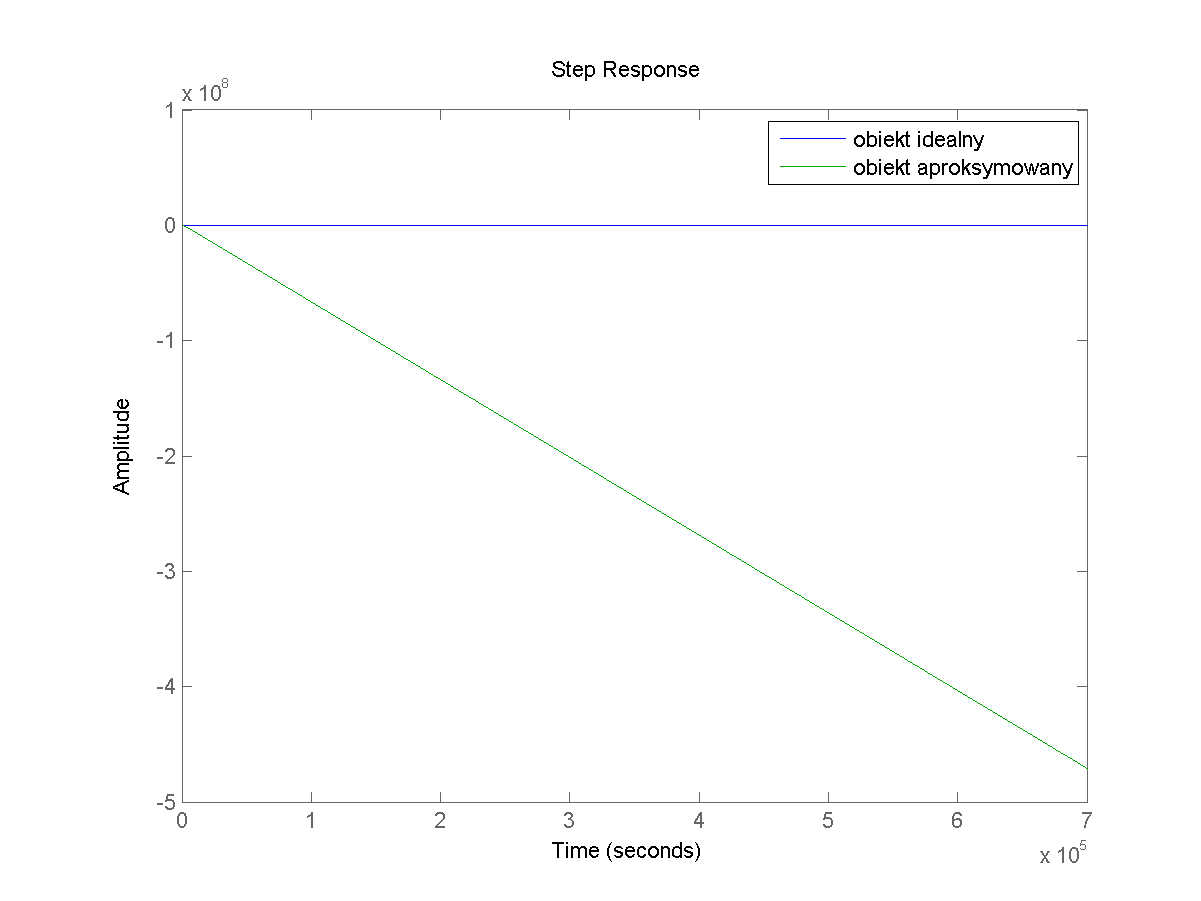 Step Response
x 10^8
obiekt idealny
obiekt aproksymowany
1
0
-1
-2
-3
-4
-5
Amplitude
0 1 2 3 4 5 6 7
Time (seconds)
x 10^5